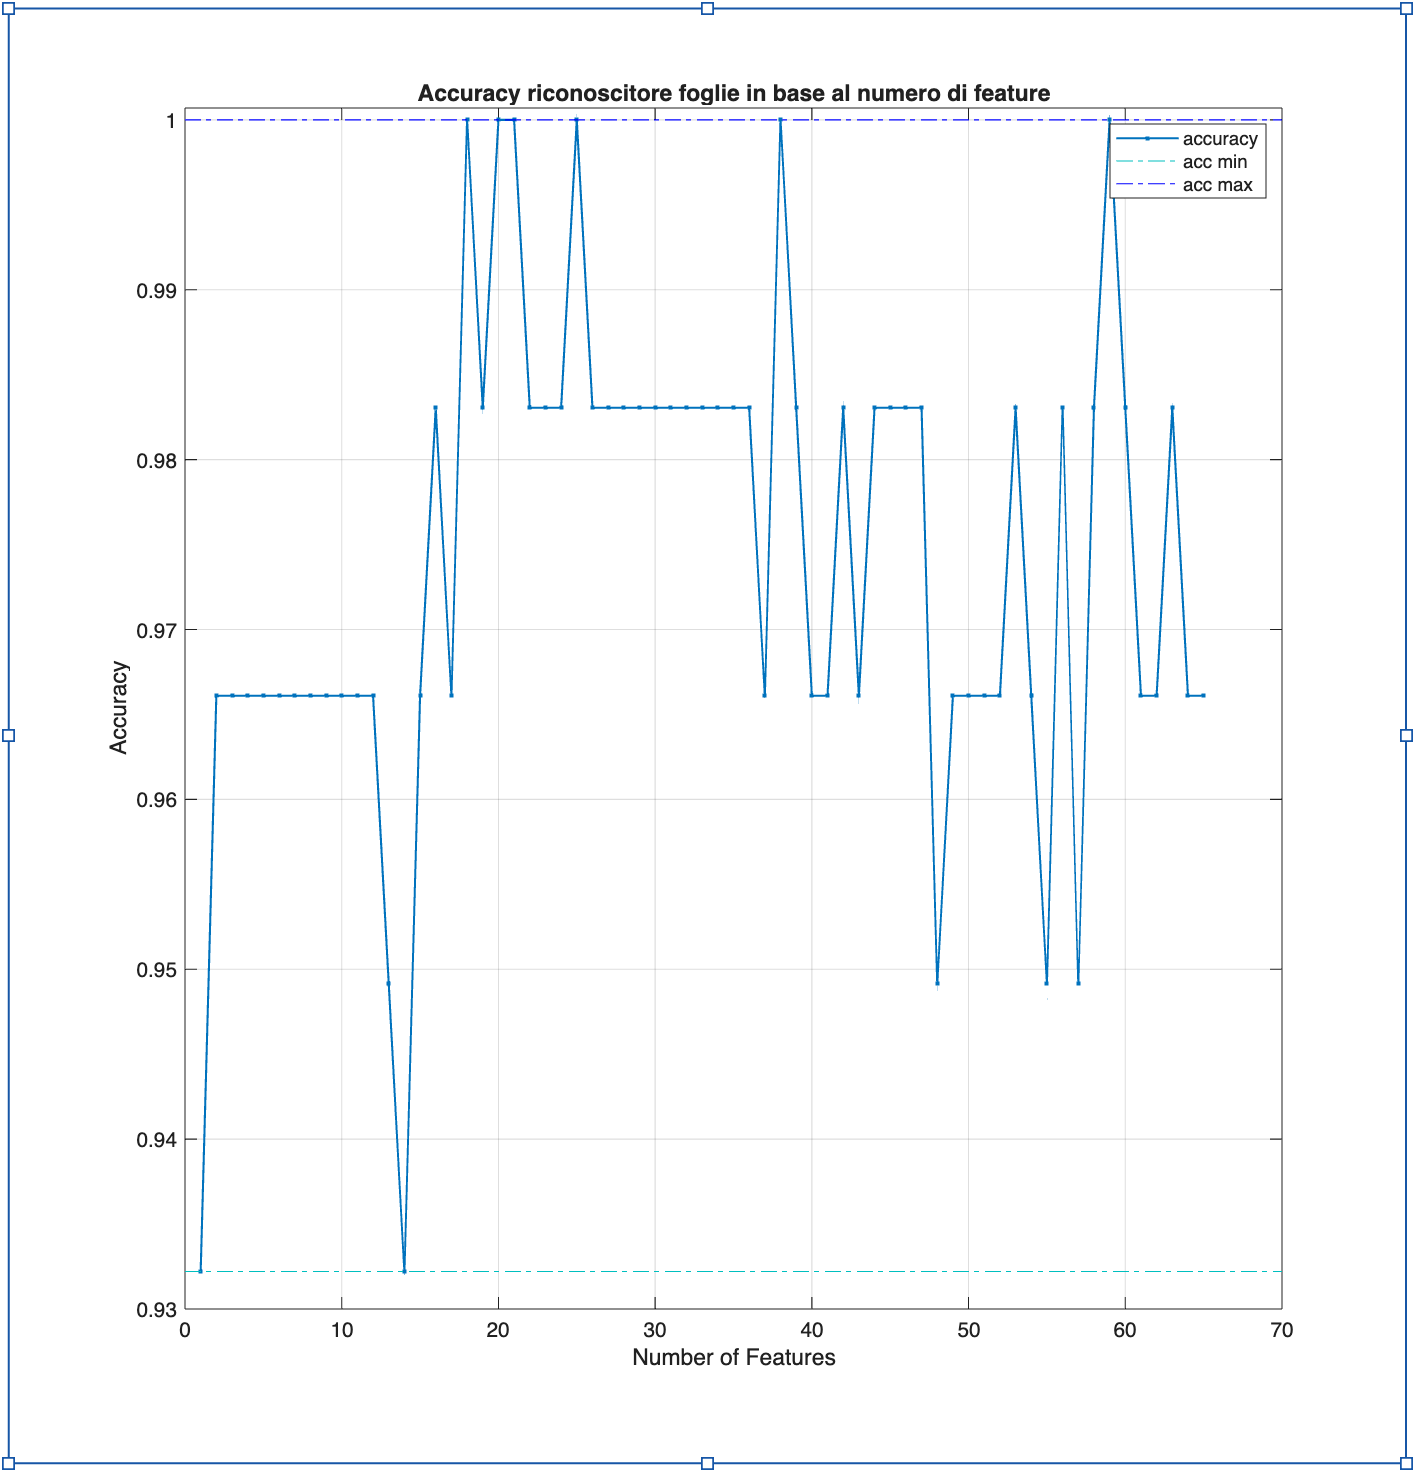 Accuracy riconoscitore foglie in base al numero di feature
1
0.99
0.98
0.97
0.96
0.95
0.94
0.93
Accuracy
accuracy
acc min
acc max
0 10 20 30 40 50 60 70
Number of Features